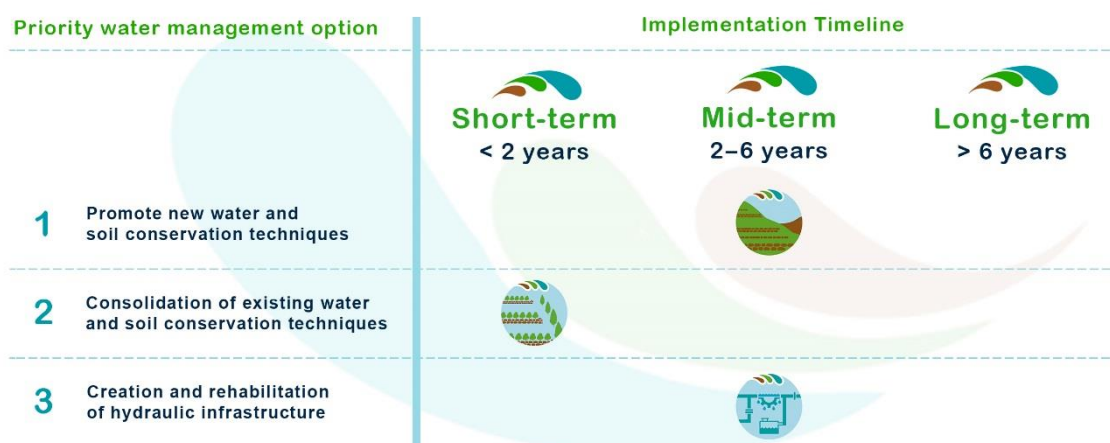 Priority water management option
Implementation Timeline
Short-term
< 2 years
Mid-term
2–6 years
Long-term
> 6 years
1
Promote new water and
soil conservation techniques
2
Consolidation of existing water
and soil conservation techniques
3
Creation and rehabilitation
of hydraulic infrastructure